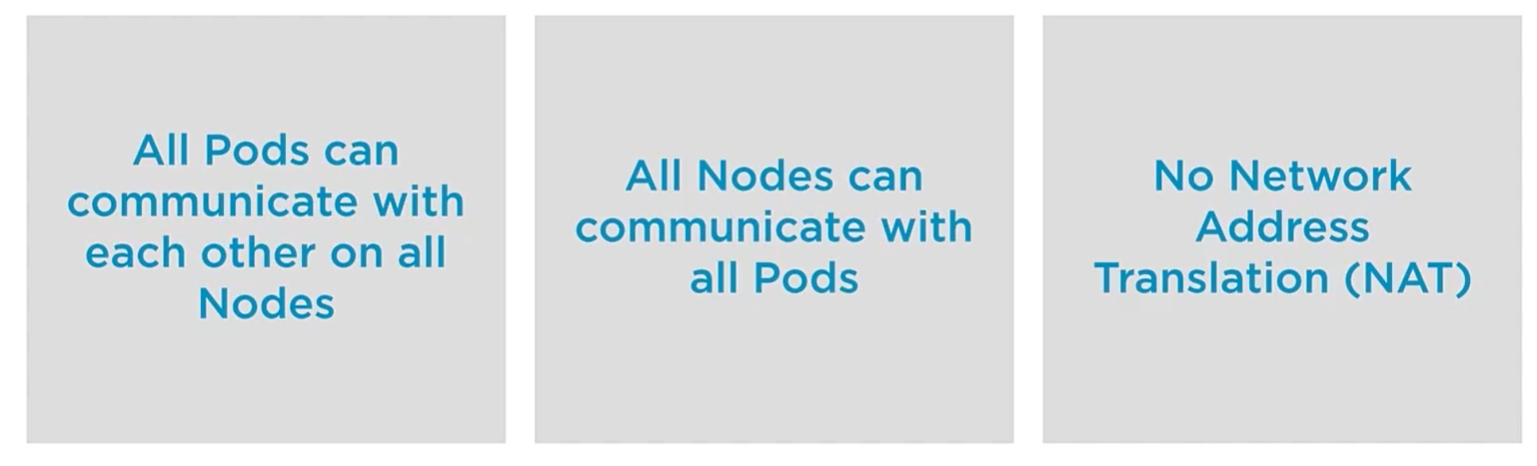 All Pods can
communicate with
each other on all
Nodes
All Nodes can
communicate with
all Pods
No Network
Address
Translation (NAT)